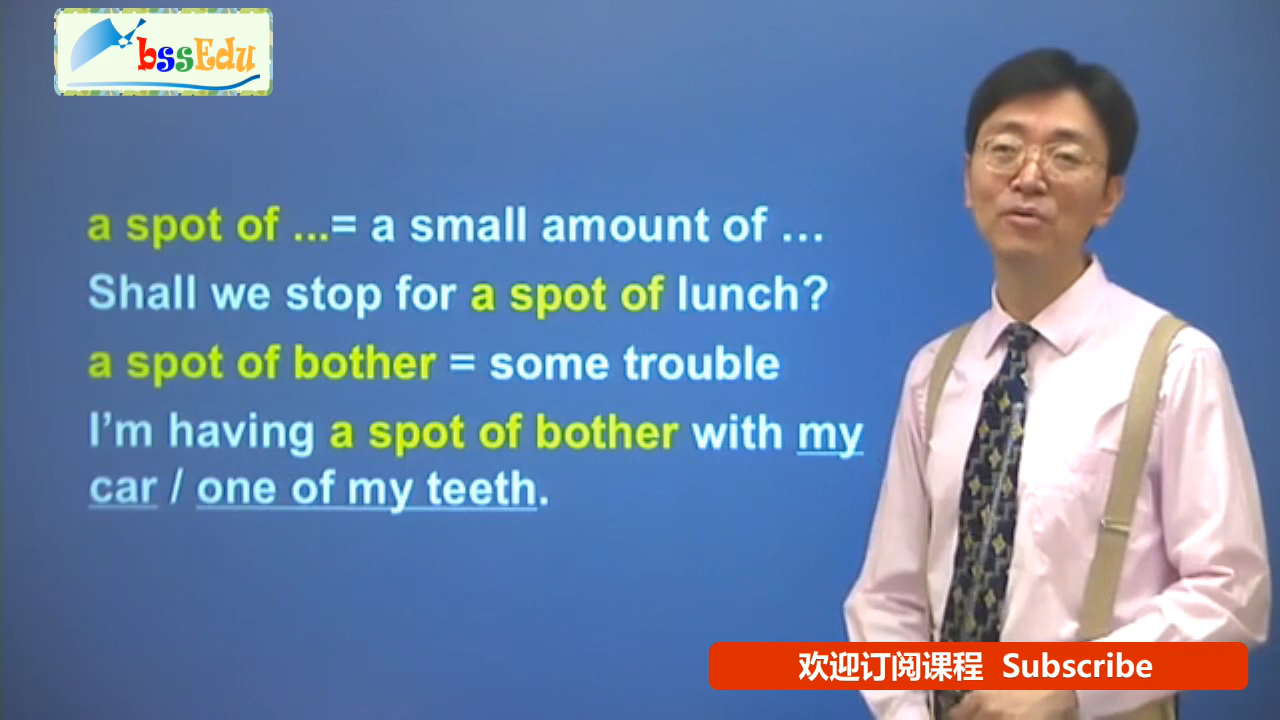 bssEdu
a spot of ...= a small amount of …
Shall we stop for a spot of lunch?
a spot of bother = some trouble
I’m having a spot of bother with my
car / one of my teeth.
欢迎订阅课程 Subscribe